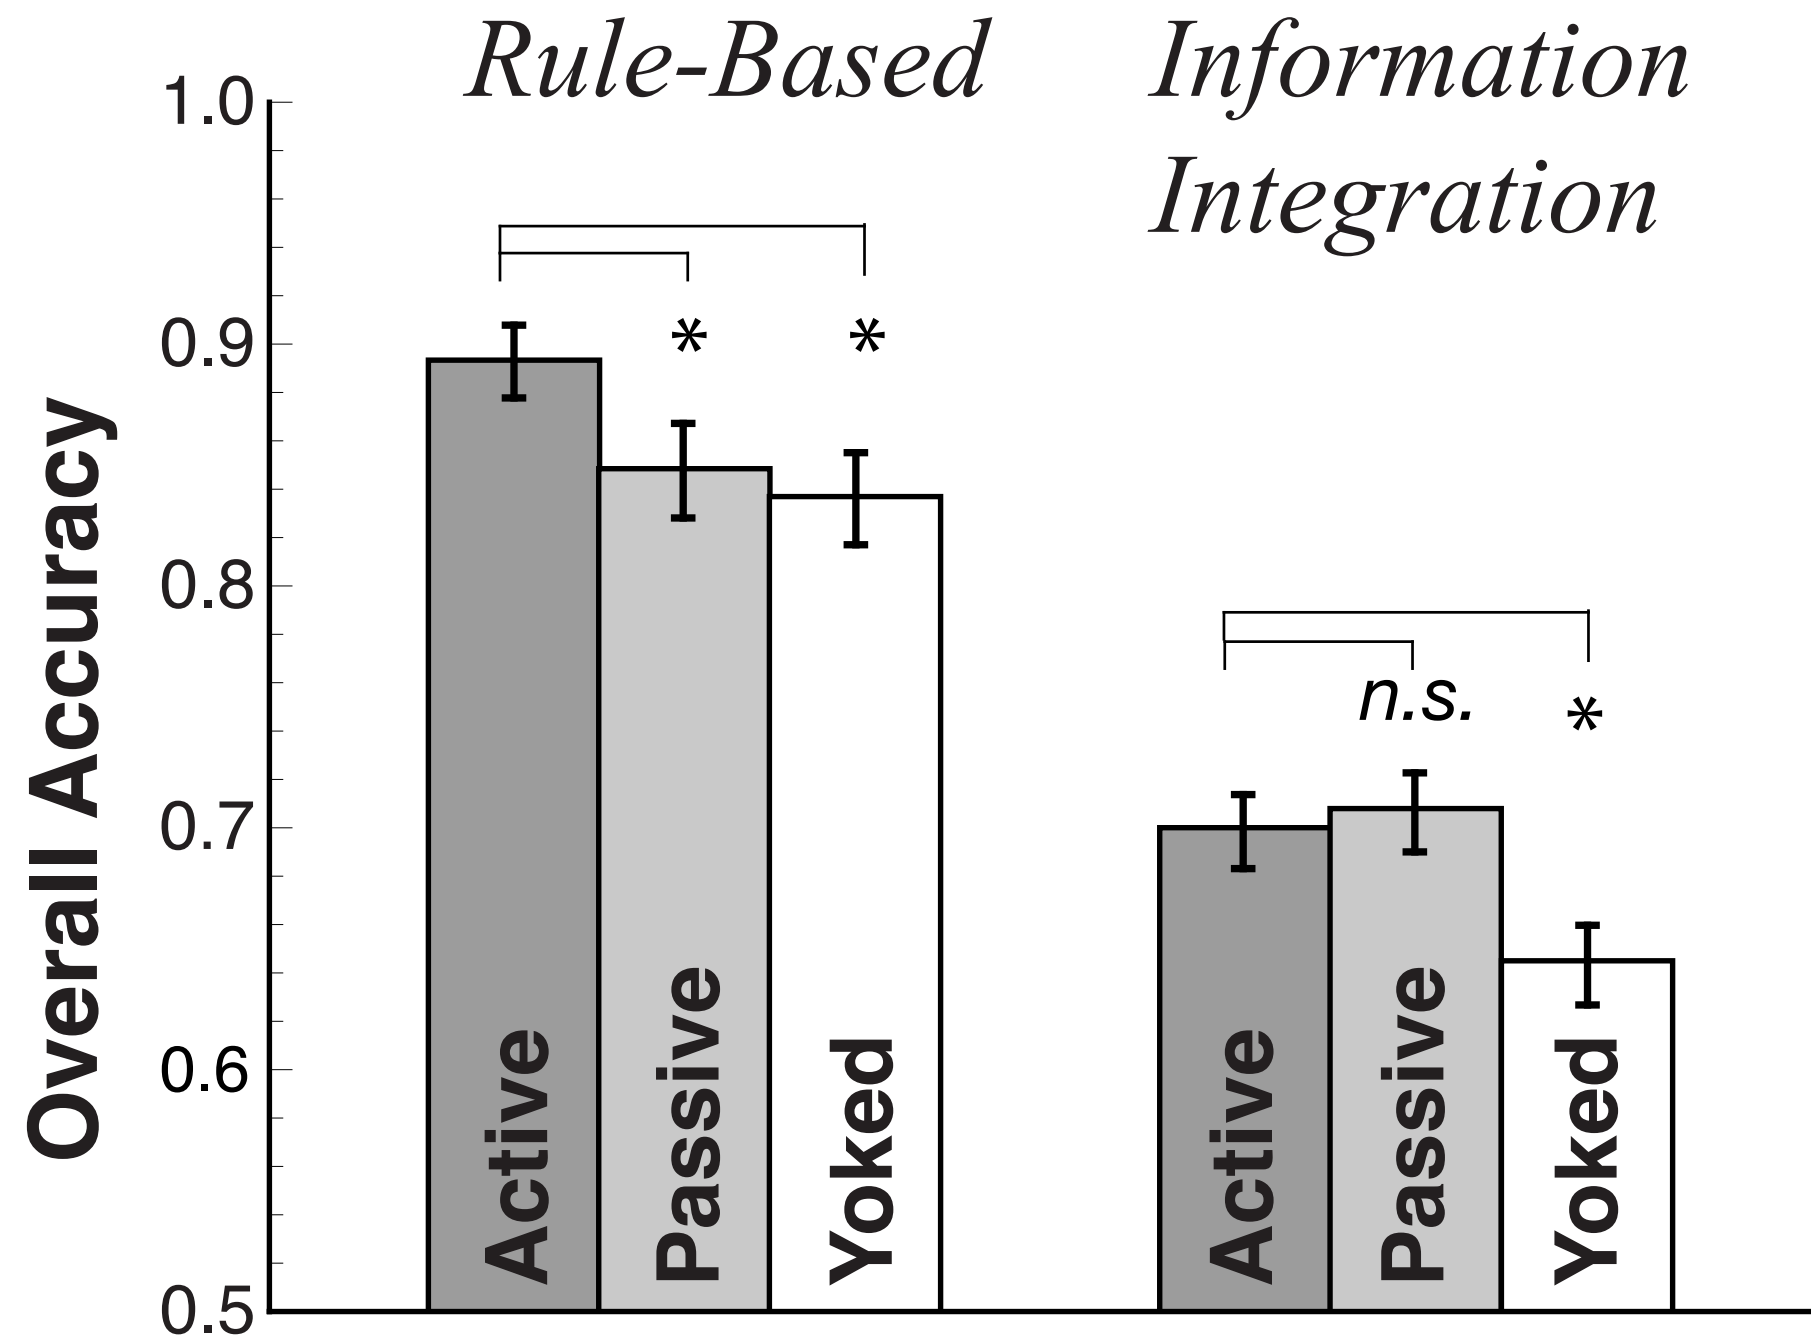 Rule-Based
Information
Integration
Overall Accuracy
1.0
0.9
0.8
0.7
0.6
0.5
*
*
n.s.
*
Active
Passive
Yoked
Active
Passive
Yoked